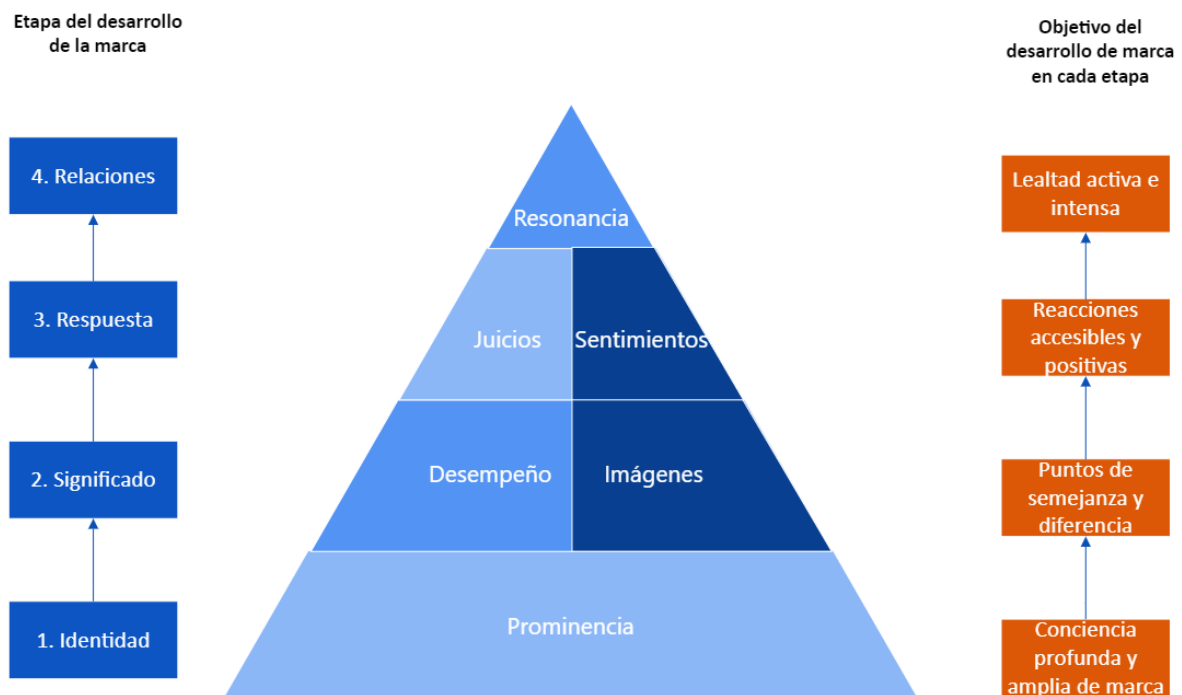 Etapa del desarrollo
de la marca
4. Relaciones
3. Respuesta
2. Significado
1. Identidad
Resonancia
Juicios
Sentimientos
Desempeño
Imágenes
Prominencia
Objetivo del
desarrollo de marca
en cada etapa
Lealtad activa e
intensa
Reacciones
accesibles y
positivas
Puntos de
semejanza y
diferencia
Conciencia
profunda y
amplia de marca